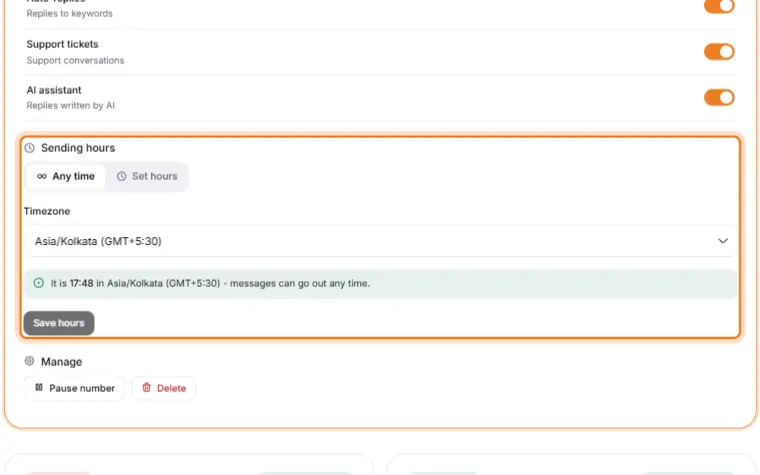 Auto-replies
Replies to keywords
Support tickets
Support conversations
AI assistant
Replies written by AI
Sending hours
Any time
Set hours
Timezone
Asia/Kolkata (GMT+5:30)
It is 17:48 in Asia/Kolkata (GMT+5:30) - messages can go out any time.
Save hours
Manage
Pause number
Delete